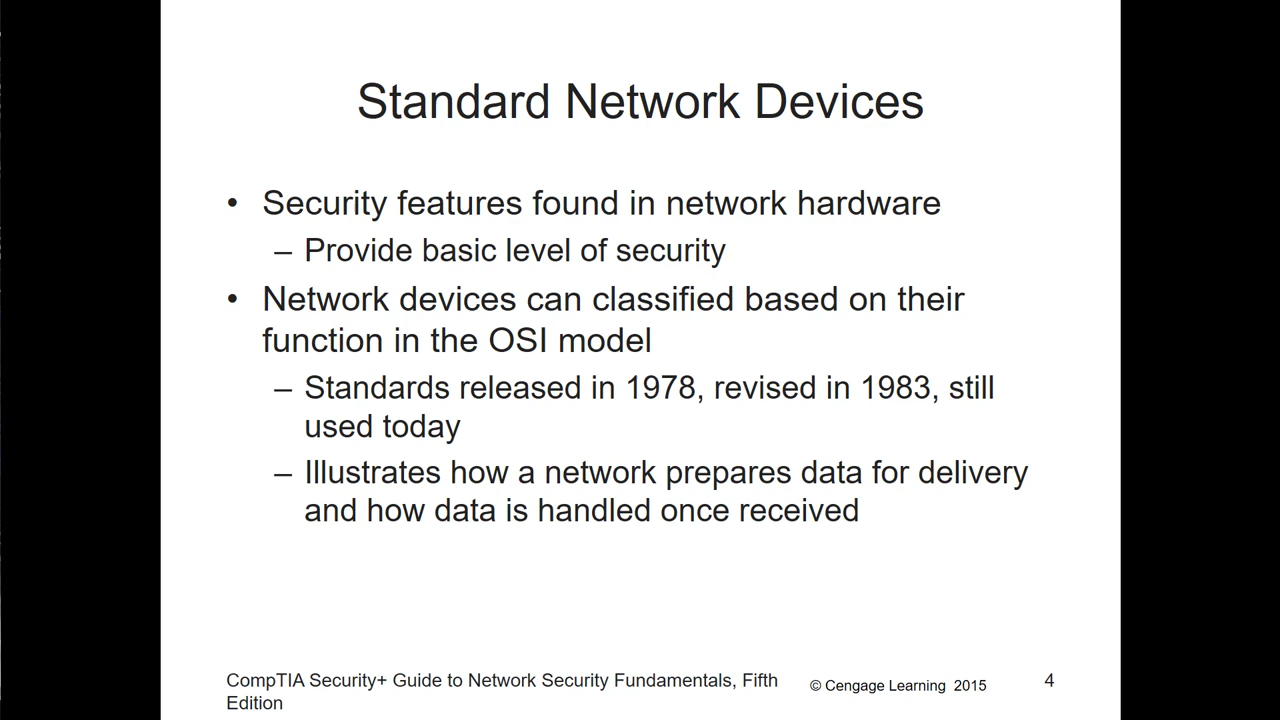 Standard Network Devices
• Security features found in network hardware
– Provide basic level of security
• Network devices can classified based on their
function in the OSI model
– Standards released in 1978, revised in 1983, still
used today
– Illustrates how a network prepares data for delivery
and how data is handled once received
CompTIA Security+ Guide to Network Security Fundamentals, Fifth
Edition
© Cengage Learning 2015
4